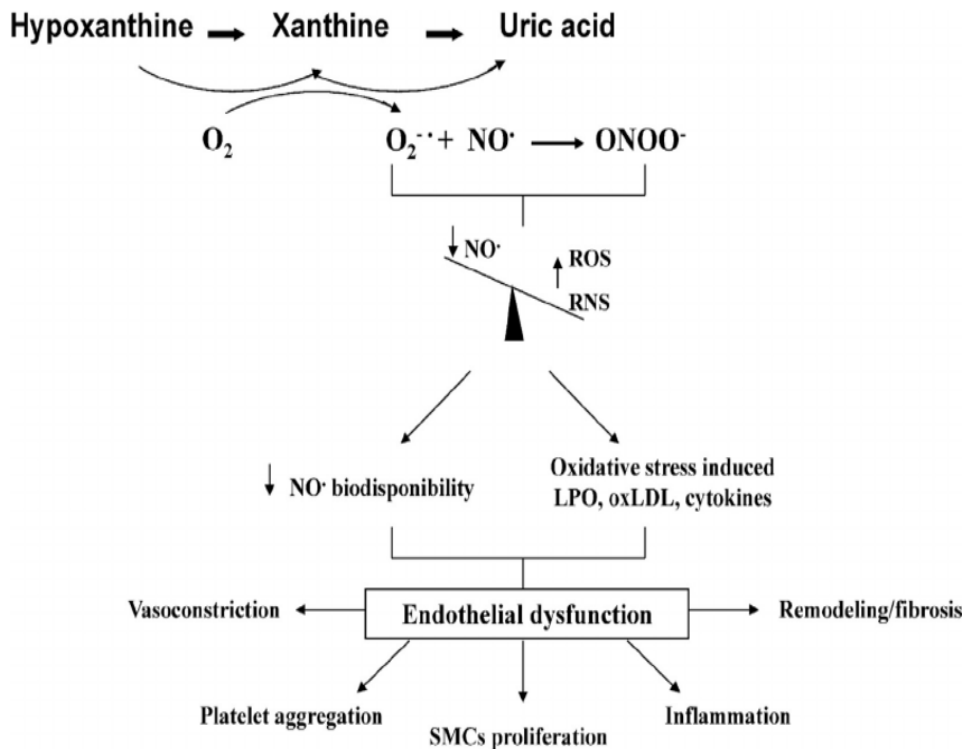 Hypoxanthine → Xanthine → Uric acid
O₂ O₂⁻˙+ NO˙ → ONOO⁻
↓ NO˙
↑ ROS
RNS
↓ NO˙ biodisponibility
Oxidative stress induced
LPO, oxLDL, cytokines
Vasoconstriction
Endothelial dysfunction
Remodeling/fibrosis
Platelet aggregation
SMCs proliferation
Inflammation